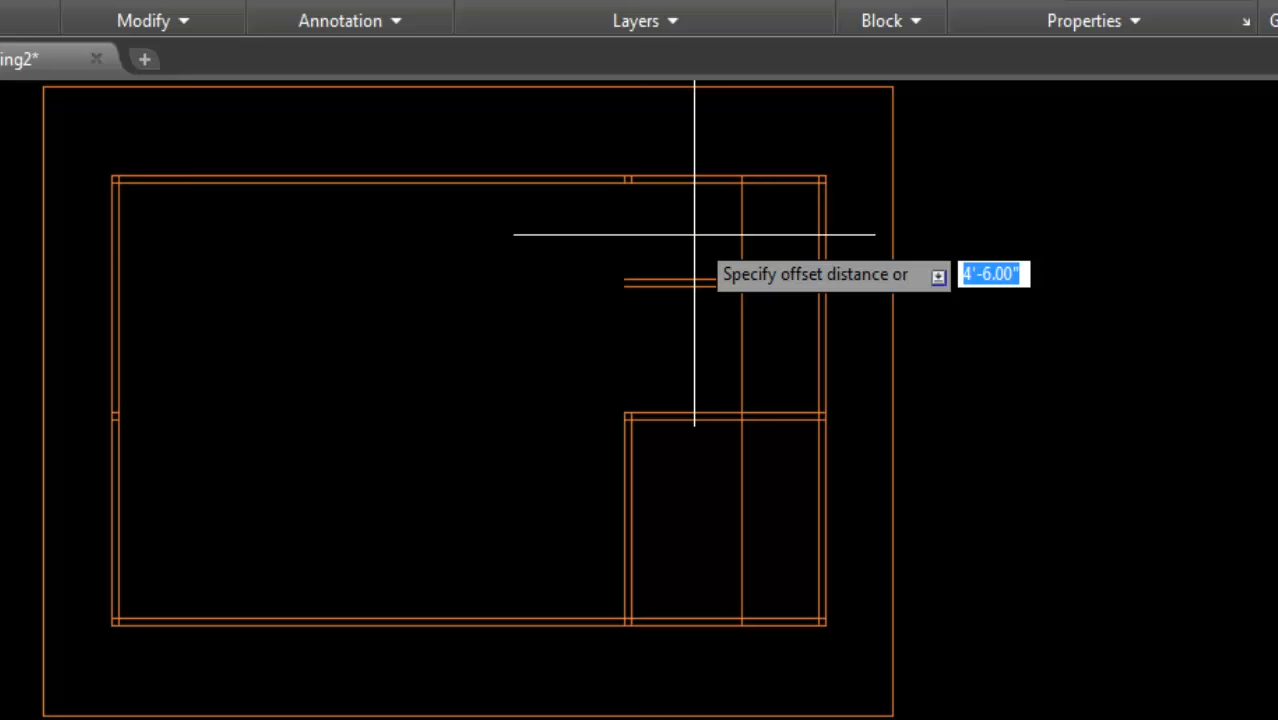 Modify Annotation Layers Block Properties
ing2*
Specify offset distance or 4'-6.00"